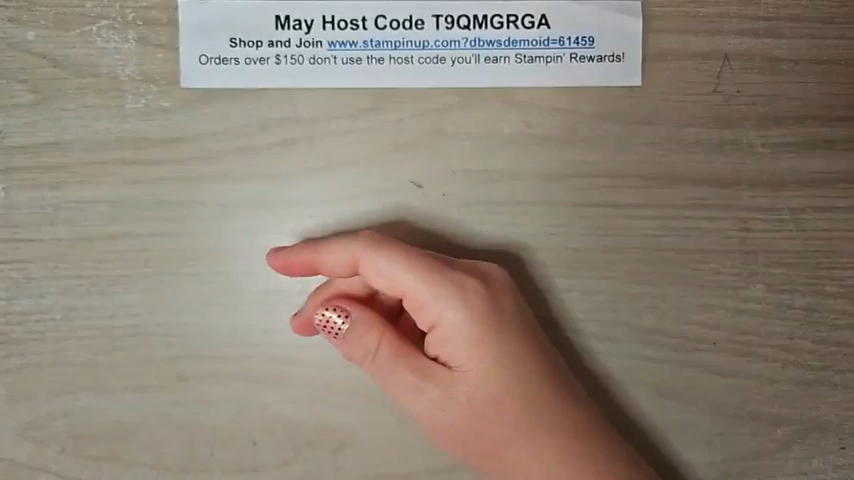 May Host Code T9QMGRGA
Shop and Join www.stampinup.com?dbwsdemoid=61459
Orders over $150 don't use the host code you'll earn Stampin' Rewards!